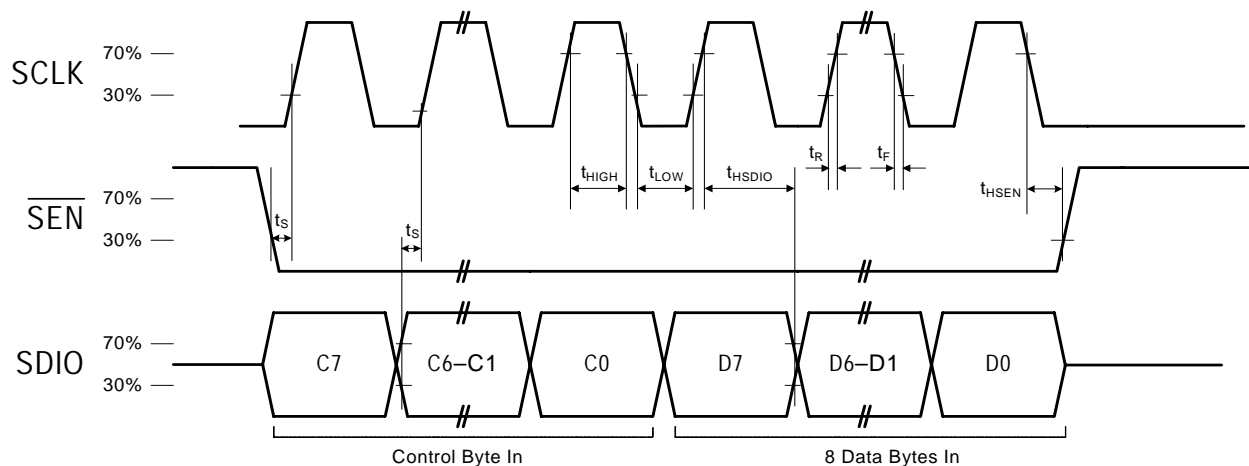 SCLK
70%
30%
tR
tF
tHIGH
tLOW
tHSDIO
tHSEN
SEN
70%
30%
tS
tS
SDIO
70%
30%
C7
C6–C1
C0
D7
D6–D1
D0
Control Byte In
8 Data Bytes In